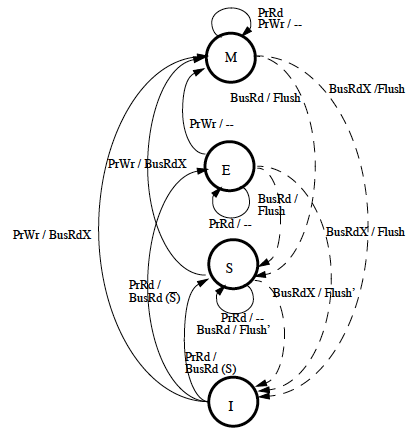 PrRd
PrWr / --
M
BusRdX /Flush
BusRd / Flush
PrWr / --
PrWr / BusRdX
E
BusRd /
Flush
PrRd / --
PrWr / BusRdX
BusRdX / Flush
S
PrRd /
BusRd (S̅)
BusRdX / Flush’
PrRd / --
BusRd / Flush’
PrRd /
BusRd (S)
I